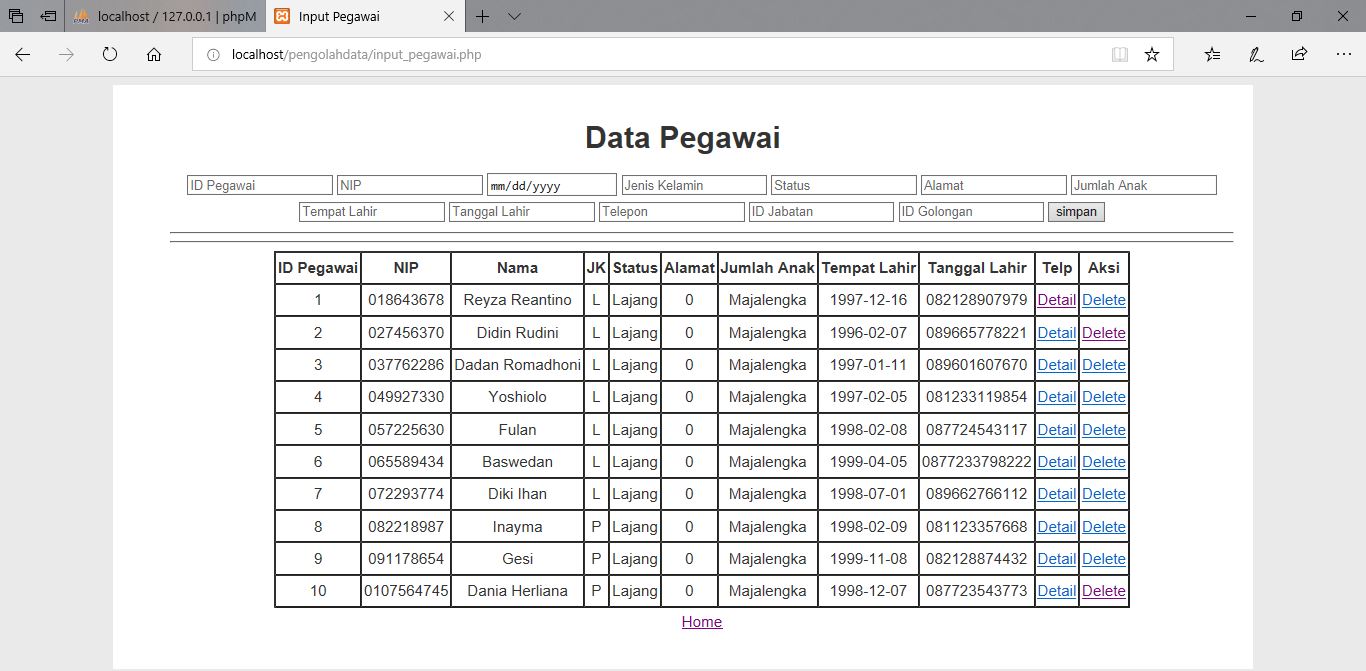 localhost / 127.0.0.1 | phpM Input Pegawai
localhost/pengolahdata/input_pegawai.php
Data Pegawai
ID Pegawai NIP mm/dd/yyyy Jenis Kelamin Status Alamat Jumlah Anak
Tempat Lahir Tanggal Lahir Telepon ID Jabatan ID Golongan simpan
ID Pegawai NIP Nama JK Status Alamat Jumlah Anak Tempat Lahir Tanggal Lahir Telp Aksi
1 018643678 Reyza Reantino L Lajang 0 Majalengka 1997-12-16 082128907979 Detail Delete
2 027456370 Didin Rudini L Lajang 0 Majalengka 1996-02-07 089665778221 Detail Delete
3 037762286 Dadan Romadhoni L Lajang 0 Majalengka 1997-01-11 089601607670 Detail Delete
4 049927330 Yoshiolo L Lajang 0 Majalengka 1997-02-05 081233119854 Detail Delete
5 057225630 Fulan L Lajang 0 Majalengka 1998-02-08 087724543117 Detail Delete
6 065589434 Baswedan L Lajang 0 Majalengka 1999-04-05 0877233798222 Detail Delete
7 072293774 Diki Ihan L Lajang 0 Majalengka 1998-07-01 089662766112 Detail Delete
8 082218987 Inayma P Lajang 0 Majalengka 1998-02-09 081123357668 Detail Delete
9 091178654 Gesi P Lajang 0 Majalengka 1999-11-08 082128874432 Detail Delete
10 0107564745 Dania Herliana P Lajang 0 Majalengka 1998-12-07 087723543773 Detail Delete
Home